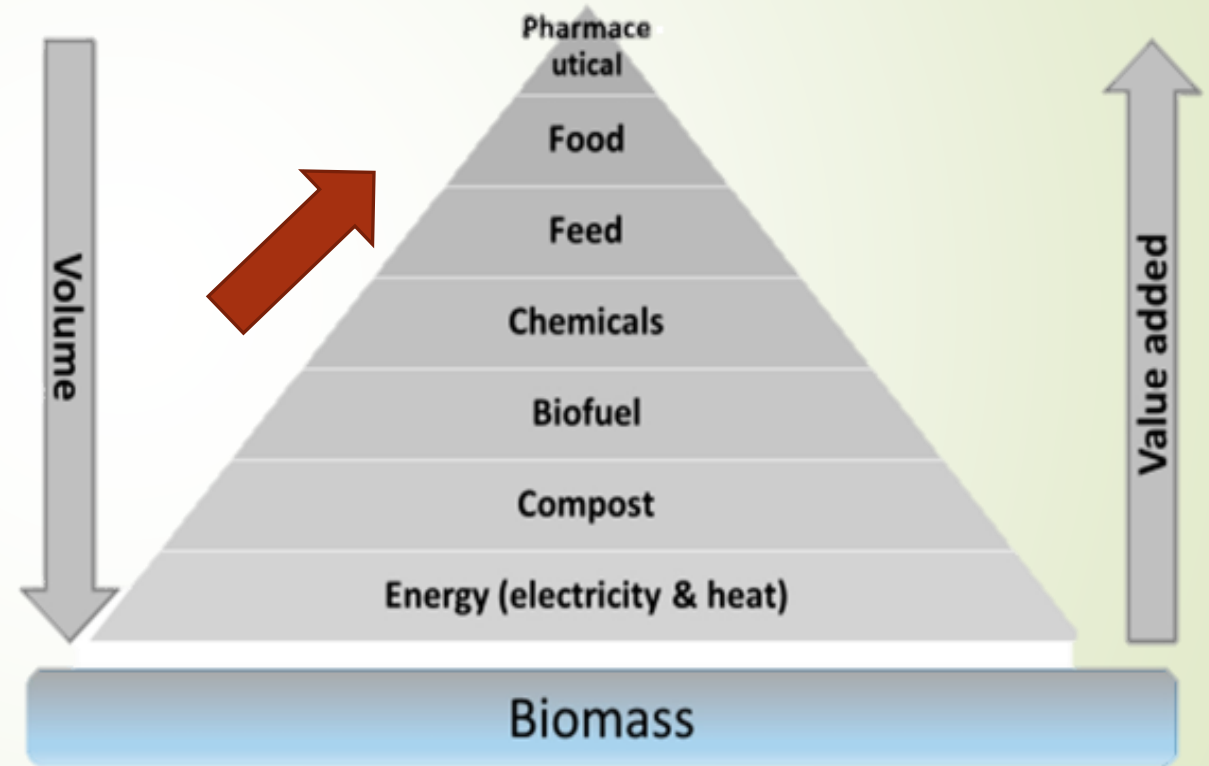 Pharmace
utical
Food
Feed
Chemicals
Biofuel
Compost
Energy (electricity & heat)
Biomass
Volume
Value added